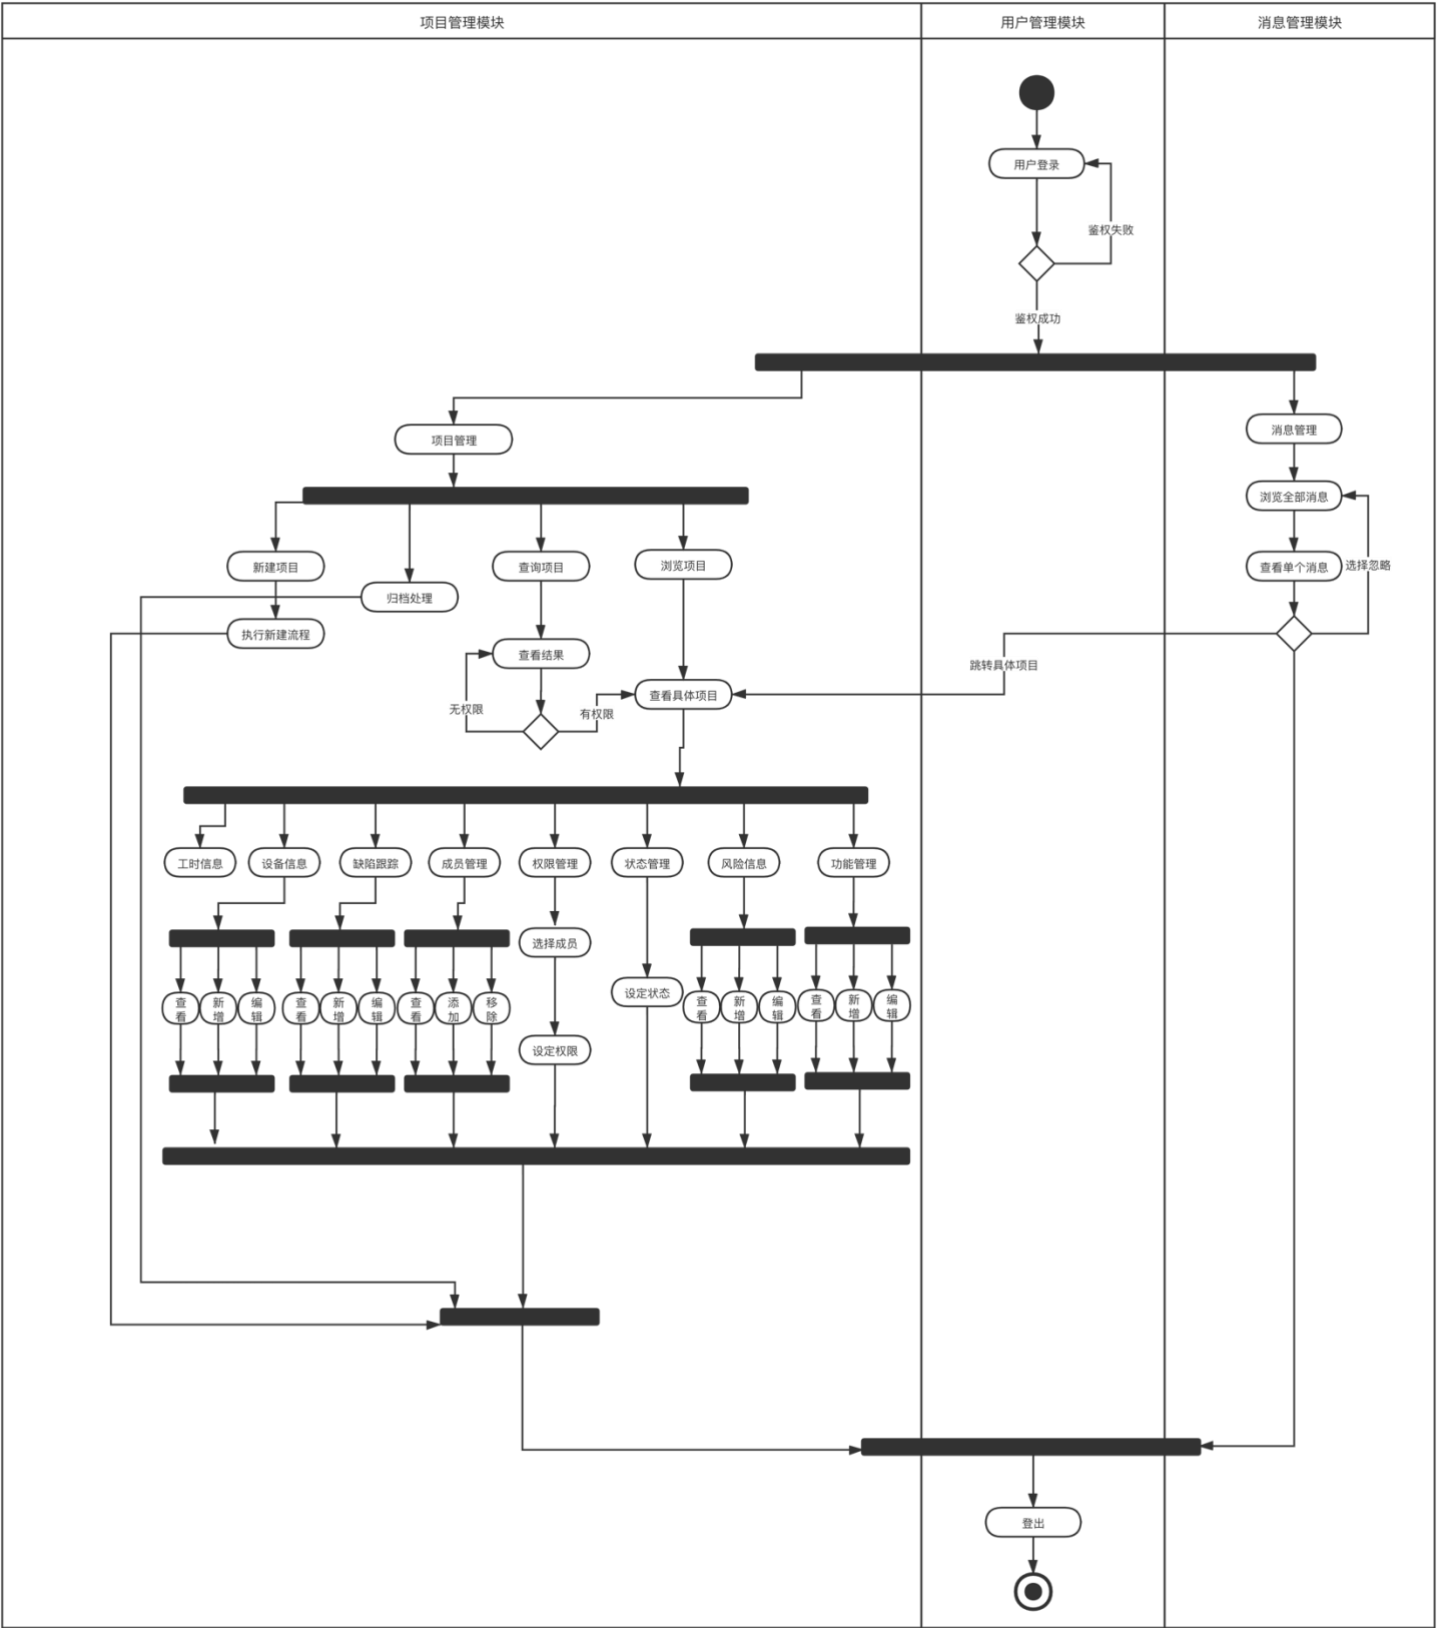 项目管理模块
用户管理模块
消息管理模块
用户登录
鉴权失败
鉴权成功
项目管理
消息管理
浏览全部消息
新建项目
查询项目
浏览项目
查看单个消息
选择忽略
归档处理
执行新建流程
查看结果
跳转具体项目
查看具体项目
无权限
有权限
工时信息
设备信息
缺陷跟踪
成员管理
权限管理
状态管理
风险信息
功能管理
选择成员
设定状态
查看
新增
编辑
查看
新增
编辑
查看
添加
移除
查看
新增
编辑
查看
新增
编辑
设定权限
登出